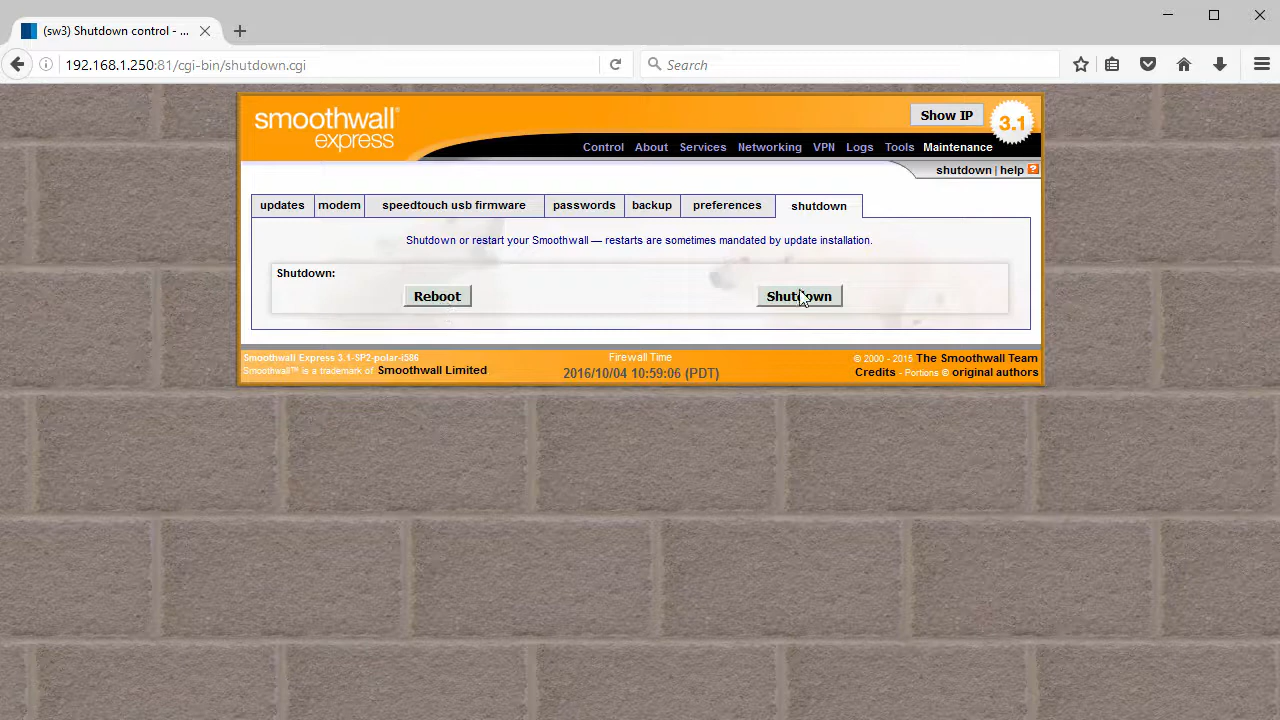 (sw3) Shutdown control - ...
192.168.1.250:81/cgi-bin/shutdown.cgi
Search
smoothwall®
express
Show IP
3.1
Control About Services Networking VPN Logs Tools Maintenance
shutdown | help ?
updates modem speedtouch usb firmware passwords backup preferences shutdown
Shutdown or restart your Smoothwall — restarts are sometimes mandated by update installation.
Shutdown:
Reboot Shutdown
Smoothwall Express 3.1-SP2-polar-i586 Firewall Time © 2000 - 2015 The Smoothwall Team
Smoothwall™ is a trademark of Smoothwall Limited 2016/10/04 10:59:06 (PDT) Credits - Portions © original authors